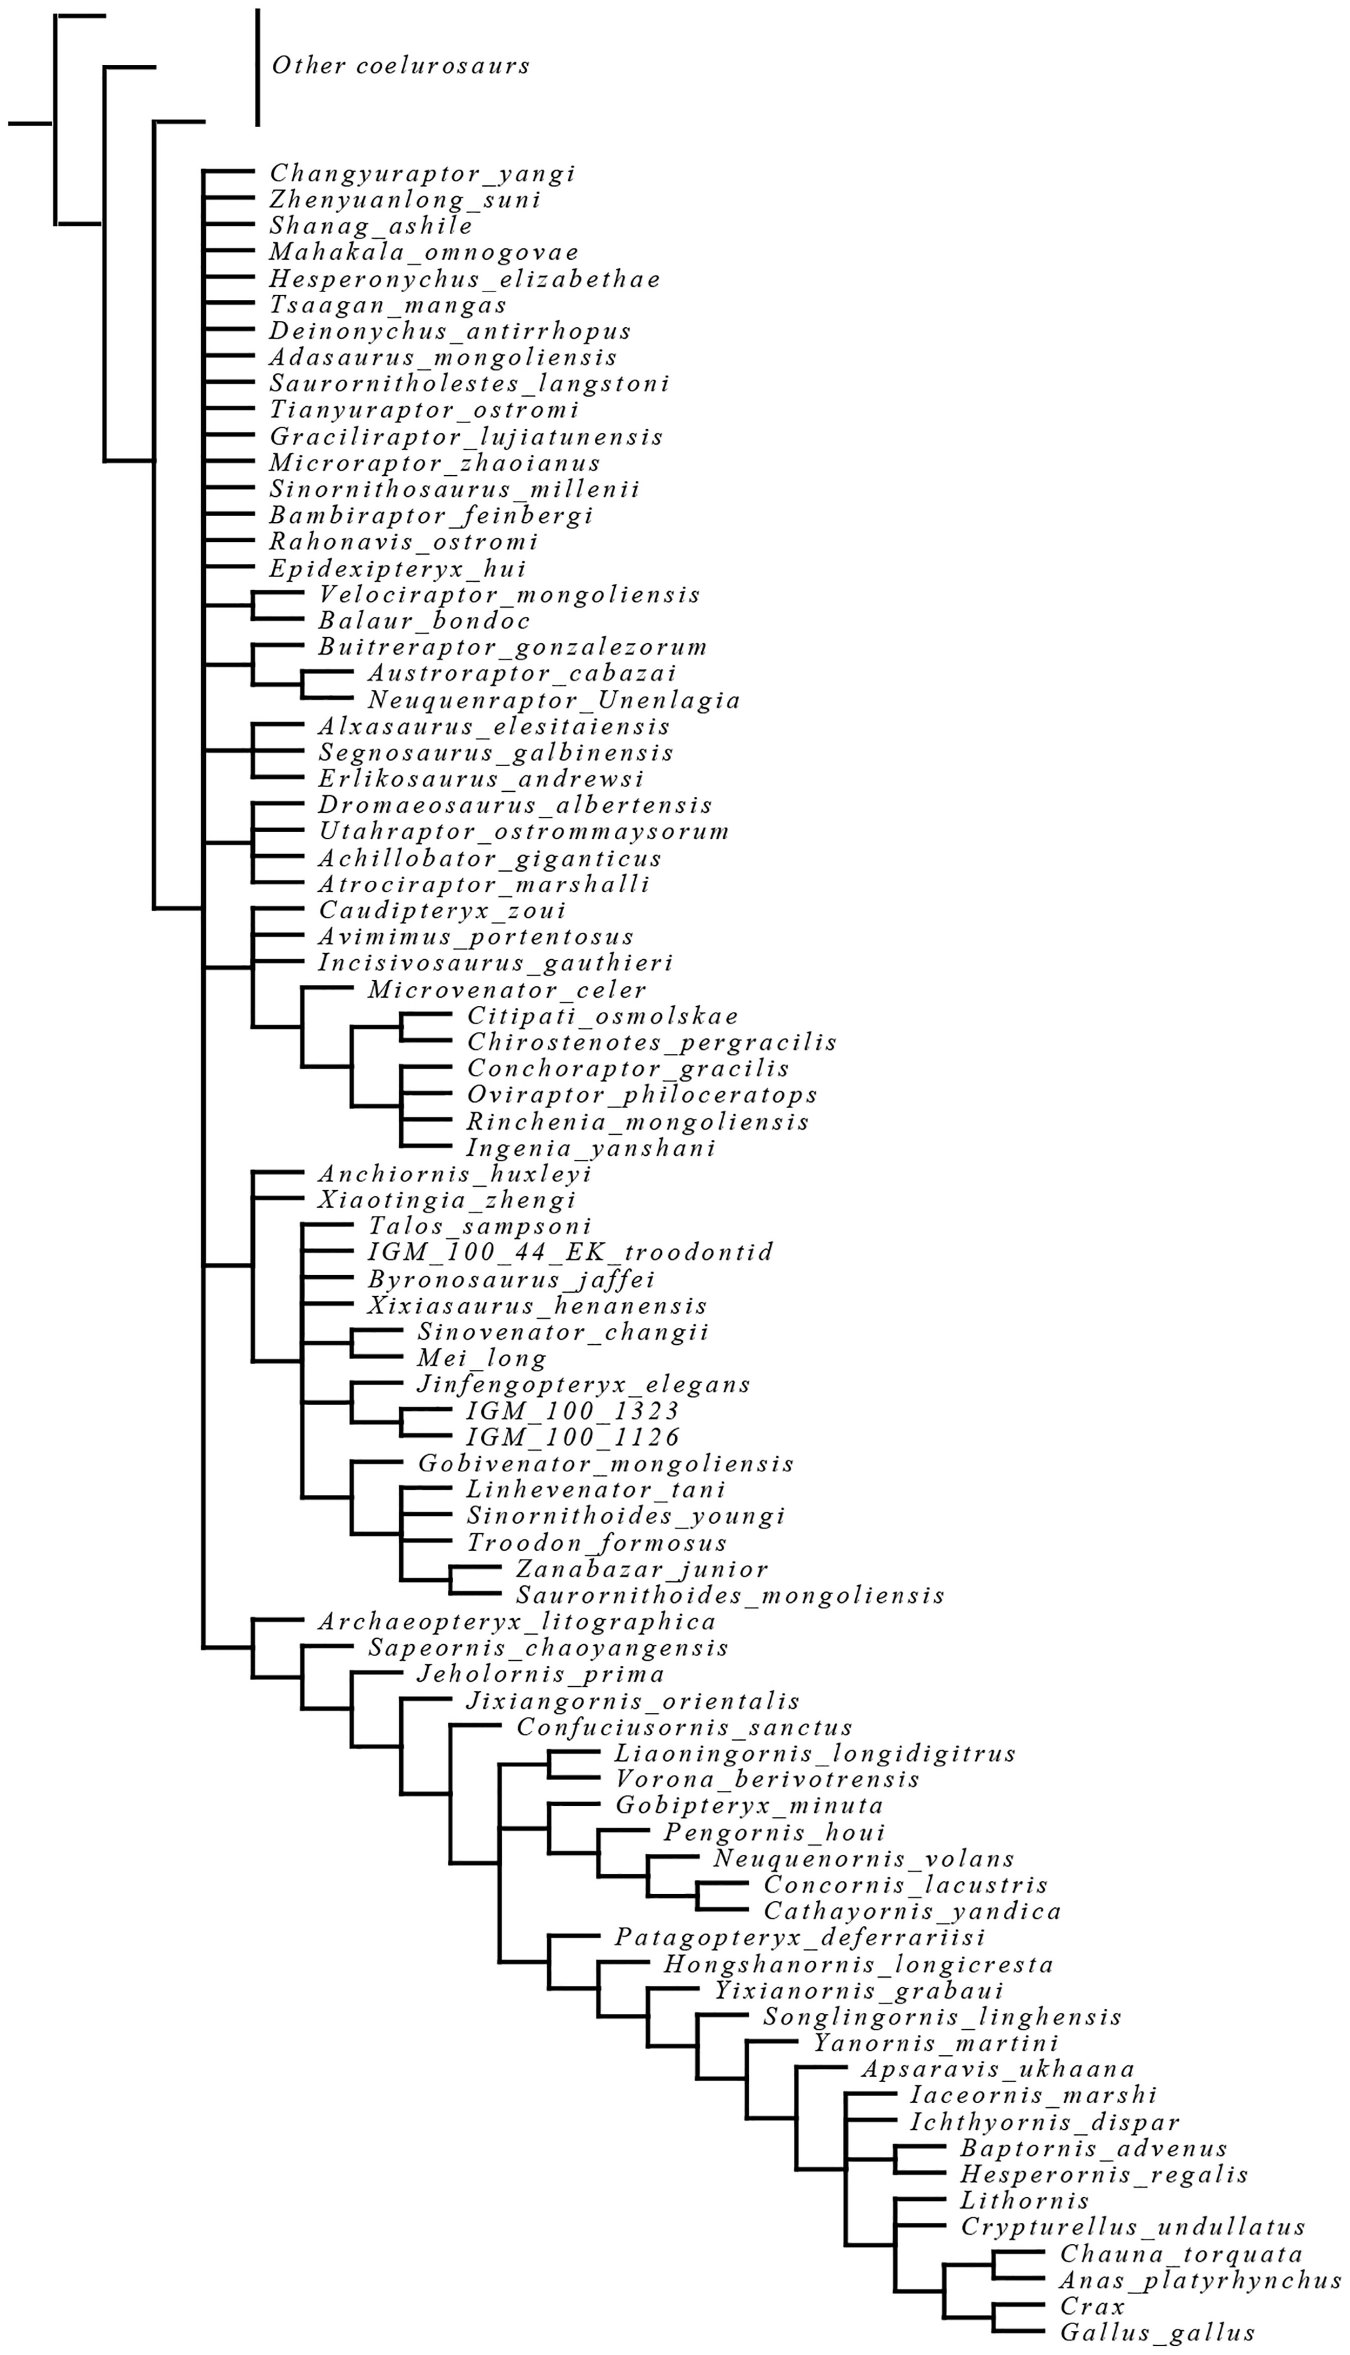 Other coelurosaurs
Changyuraptor_yangi
Zhenyuanlong_suni
Shanag_ashile
Mahakala_omnogovae
Hesperonychus_elizabethae
Tsaagan_mangas
Deinonychus_antirrhopus
Adasaurus_mongoliensis
Saurornitholestes_langstoni
Tianyuraptor_ostromi
Graciliraptor_lujiatunensis
Microraptor_zhaoianus
Sinornithosaurus_millenii
Bambiraptor_feinbergi
Rahonavis_ostromi
Epidexipteryx_hui
Velociraptor_mongoliensis
Balaur_bondoc
Buitreraptor_gonzalezorum
Austroraptor_cabazai
Neuquenraptor_Unenlagia
Alxasaurus_elesitaiensis
Segnosaurus_galbinensis
Erlikosaurus_andrewsi
Dromaeosaurus_albertensis
Utahraptor_ostrommaysorum
Achillobator_giganticus
Atrociraptor_marshalli
Caudipteryx_zoui
Avimimus_portentosus
Incisivosaurus_gauthieri
Microvenator_celer
Citipati_osmolskae
Chirostenotes_pergracilis
Conchoraptor_gracilis
Oviraptor_philoceratops
Rinchenia_mongoliensis
Ingenia_yanshani
Anchiornis_huxleyi
Xiaotingia_zhengi
Talos_sampsoni
IGM_100_44_EK_troodontid
Byronosaurus_jaffei
Xixiasaurus_henanensis
Sinovenator_changii
Mei_long
Jinfengopteryx_elegans
IGM_100_1323
IGM_100_1126
Gobivenator_mongoliensis
Linhevenator_tani
Sinornithoides_youngi
Troodon_formosus
Zanabazar_junior
Saurornithoides_mongoliensis
Archaeopteryx_litographica
Sapeornis_chaoyangensis
Jeholornis_prima
Jixiangornis_orientalis
Confuciusornis_sanctus
Liaoningornis_longidigitrus
Vorona_berivotrensis
Gobipteryx_minuta
Pengornis_houi
Neuquenornis_volans
Concornis_lacustris
Cathayornis_yandica
Patagopteryx_deferrariisi
Hongshanornis_longicresta
Yixianornis_grabaui
Songlingornis_linghensis
Yanornis_martini
Apsaravis_ukhaana
Iaceornis_marshi
Ichthyornis_dispar
Baptornis_advenus
Hesperornis_regalis
Lithornis
Crypturellus_undullatus
Chauna_torquata
Anas_platyrhynchus
Crax
Gallus_gallus